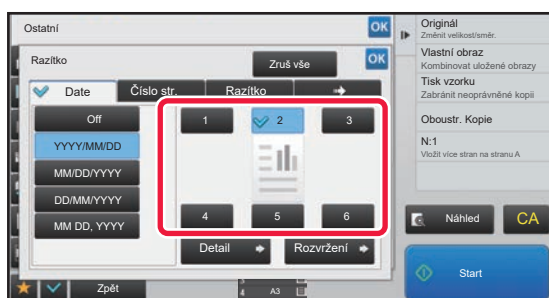 Ostatní
OK
Razítko
Zruš vše
OK
Date
Číslo str.
Razítko
Off
YYYY/MM/DD
MM/DD/YYYY
DD/MM/YYYY
MM DD, YYYY
1
2
3
4
5
6
Detail
Rozvržení
Zpět
A3
4
Originál
Změnit velikost/směr.
Vlastní obraz
Kombinovat uložené obrazy
Tisk vzorku
Zabránit neoprávněné kopii
Oboustr. Kopie
N:1
Vložit více stran na stranu A
Náhled
CA
Start